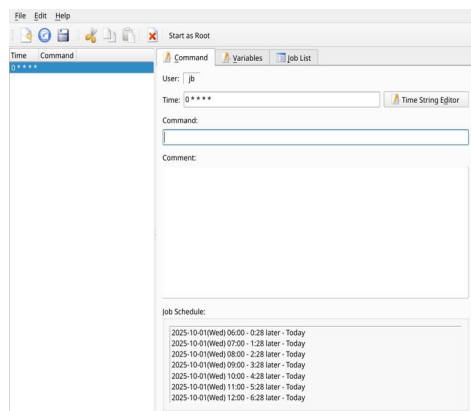 File Edit Help
Start as Root
Time Command
0 * * * *
Command Variables Job List
User: jb
Time: 0 * * * * Time String Editor
Command:
Comment:
Job Schedule:
2025-10-01(Wed) 06:00 - 0:28 later - Today
2025-10-01(Wed) 07:00 - 1:28 later - Today
2025-10-01(Wed) 08:00 - 2:28 later - Today
2025-10-01(Wed) 09:00 - 3:28 later - Today
2025-10-01(Wed) 10:00 - 4:28 later - Today
2025-10-01(Wed) 11:00 - 5:28 later - Today
2025-10-01(Wed) 12:00 - 6:28 later - Today